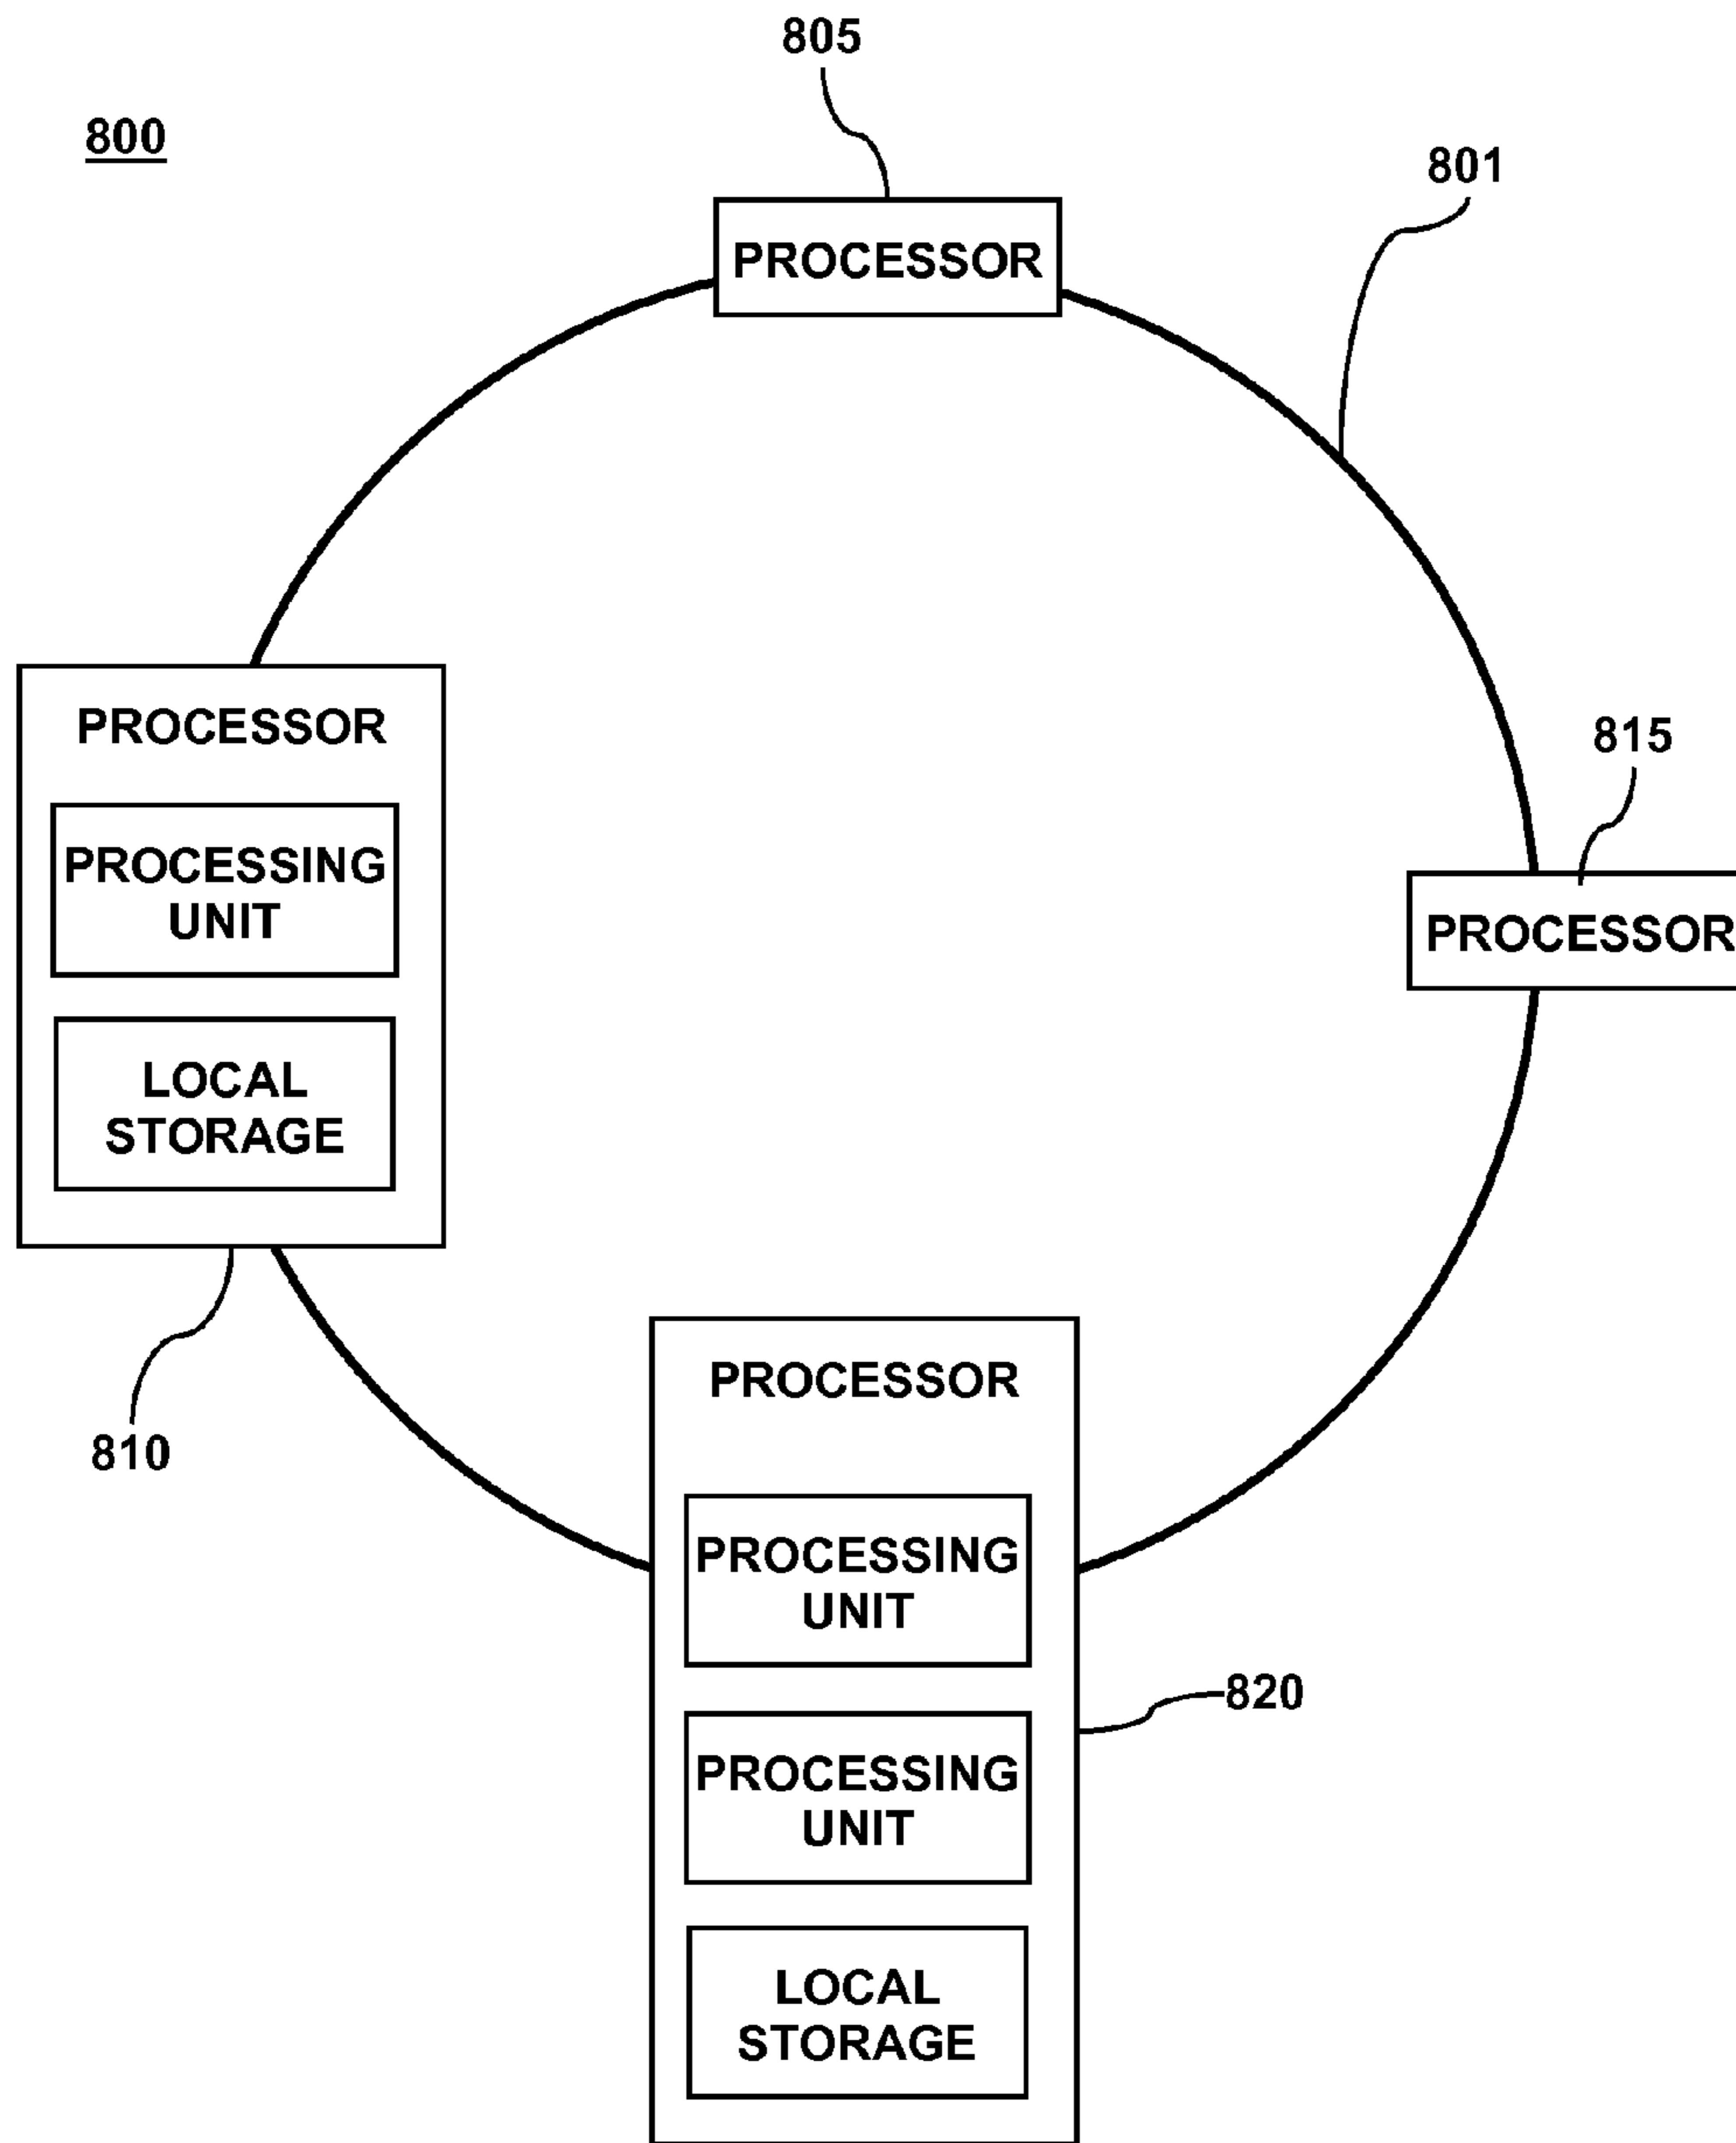 805
800
801
PROCESSOR
PROCESSOR
815
PROCESSING
UNIT
PROCESSOR
LOCAL
STORAGE
PROCESSOR
810
PROCESSING
UNIT
820
PROCESSING
UNIT
LOCAL
STORAGE